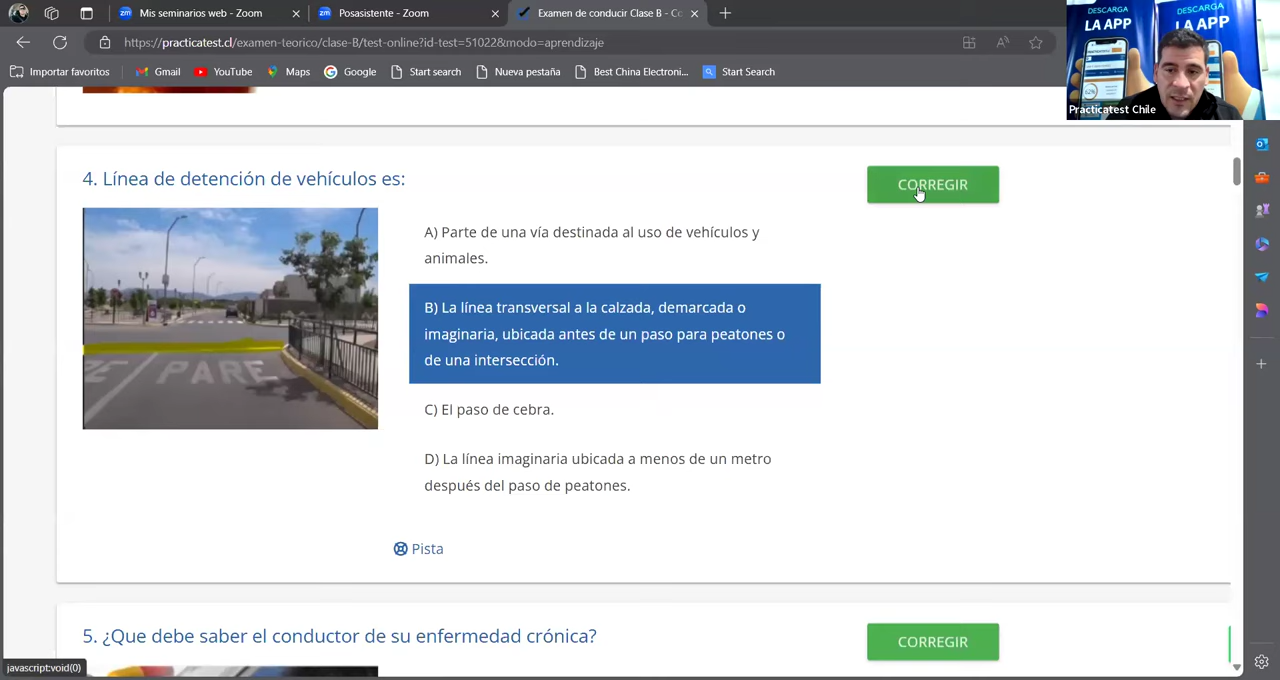 Mis seminarios web - Zoom
Posasistente - Zoom
Examen de conducir Clase B - Co
https://practicatest.cl/examen-teorico/clase-B/test-online?id-test=51022&modo=aprendizaje
Importar favoritos
Gmail
YouTube
Maps
Google
Start search
Nueva pestaña
Best China Electroni...
Start Search
DESCARGA
LA APP
DESCARGA
LA APP
Practicatest Chile
4. Línea de detención de vehículos es:
CORREGIR
PARE
A) Parte de una vía destinada al uso de vehículos y
animales.
B) La línea transversal a la calzada, demarcada o
imaginaria, ubicada antes de un paso para peatones o
de una intersección.
C) El paso de cebra.
D) La línea imaginaria ubicada a menos de un metro
después del paso de peatones.
Pista
5. ¿Que debe saber el conductor de su enfermedad crónica?
CORREGIR
javascript:void(0)